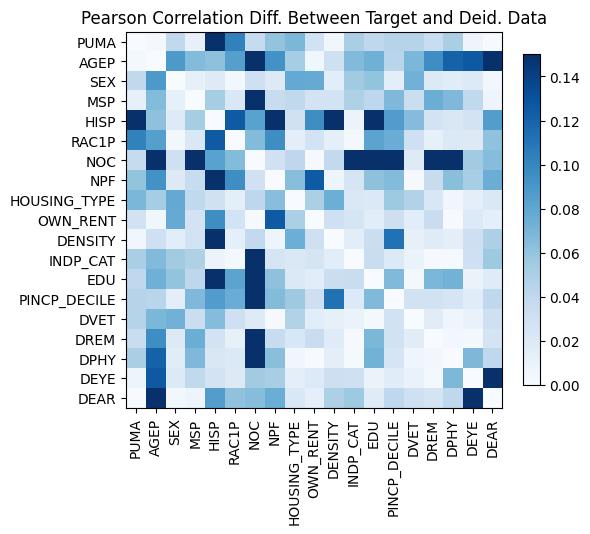 Pearson Correlation Diff. Between Target and Deid. Data
PUMA
AGEP
SEX
MSP
HISP
RAC1P
NOC
NPF
HOUSING_TYPE
OWN_RENT
DENSITY
INDP_CAT
EDU
PINCP_DECILE
DVET
DREM
DPHY
DEYE
DEAR
0.14
0.12
0.10
0.08
0.06
0.04
0.02
0.00
PUMA
AGEP
SEX
MSP
HISP
RAC1P
NOC
NPF
HOUSING_TYPE
OWN_RENT
DENSITY
INDP_CAT
EDU
PINCP_DECILE
DVET
DREM
DPHY
DEYE
DEAR